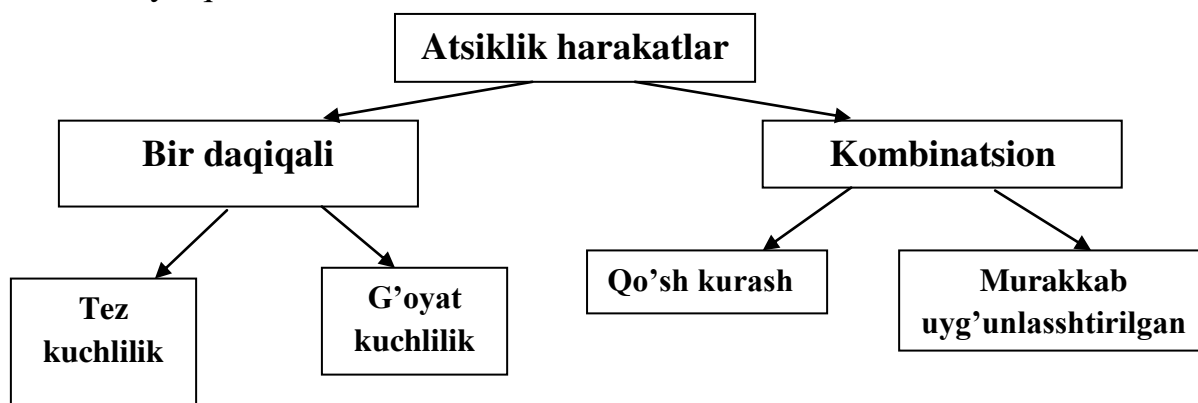 Atsiklik harakatlar
Bir daqiqali
Kombinatsion
Tez
kuchlilik
G’oyat
kuchlilik
Qo’sh kurash
Murakkab
uyg’unlasshtirilgan